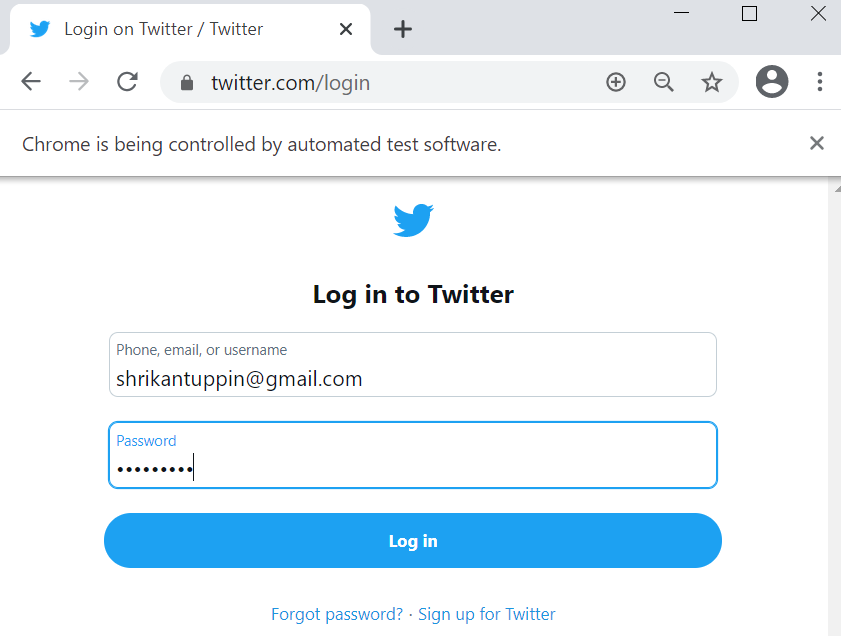 Login on Twitter / Twitter
twitter.com/login
Chrome is being controlled by automated test software.
Log in to Twitter
Phone, email, or username
shrikantuppin@gmail.com
Password
•••••••••
Log in
Forgot password? · Sign up for Twitter